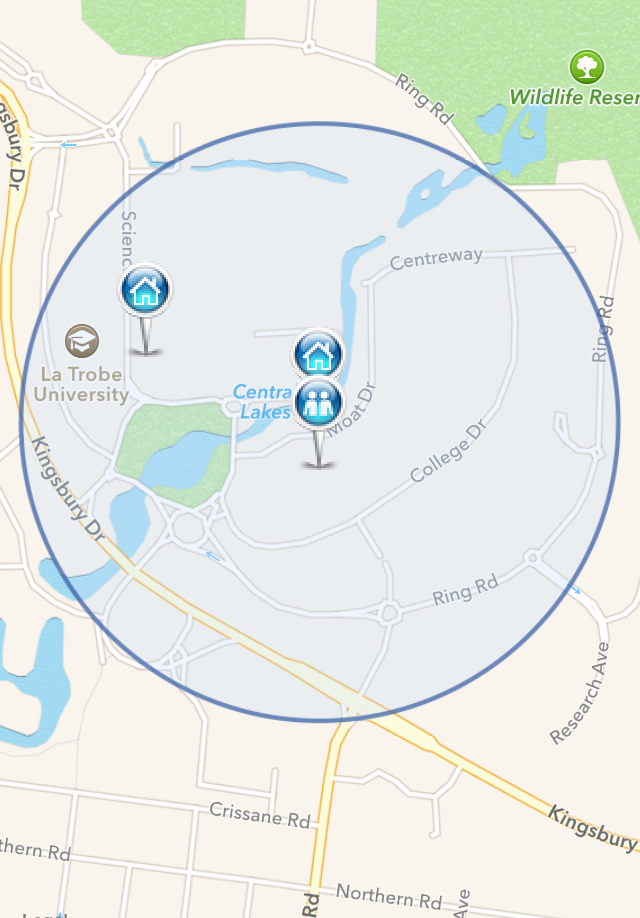 Ring Rd
Wildlife Reser
gsbury Dr
Scienc
Centreway
Ring Rd
La Trobe
University
Centra
Lakes
Moat Dr
College Dr
Kingsbury Dr
Ring Rd
Research Ave
Crissane Rd
Kingsbury
thern Rd
Northern Rd
Rd
Ave